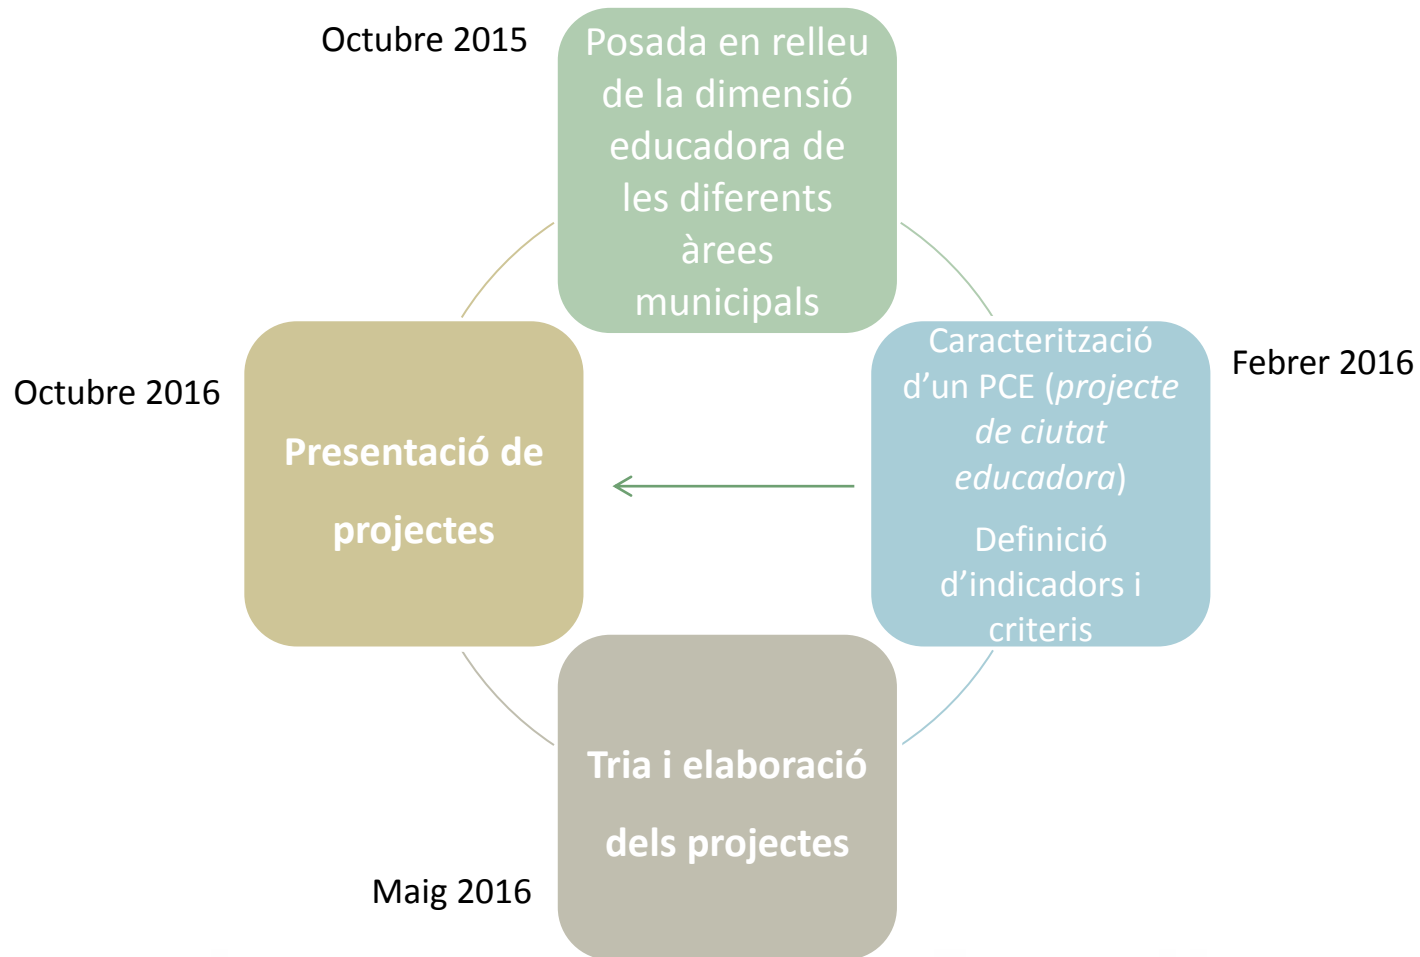 Octubre 2015
Posada en relleu
de la dimensió
educadora de
les diferents
àrees
municipals
Caracterització
d’un PCE (projecte
de ciutat
educadora)
Definició
d’indicadors i
criteris
Febrer 2016
Octubre 2016
Presentació de
projectes
Tria i elaboració
dels projectes
Maig 2016